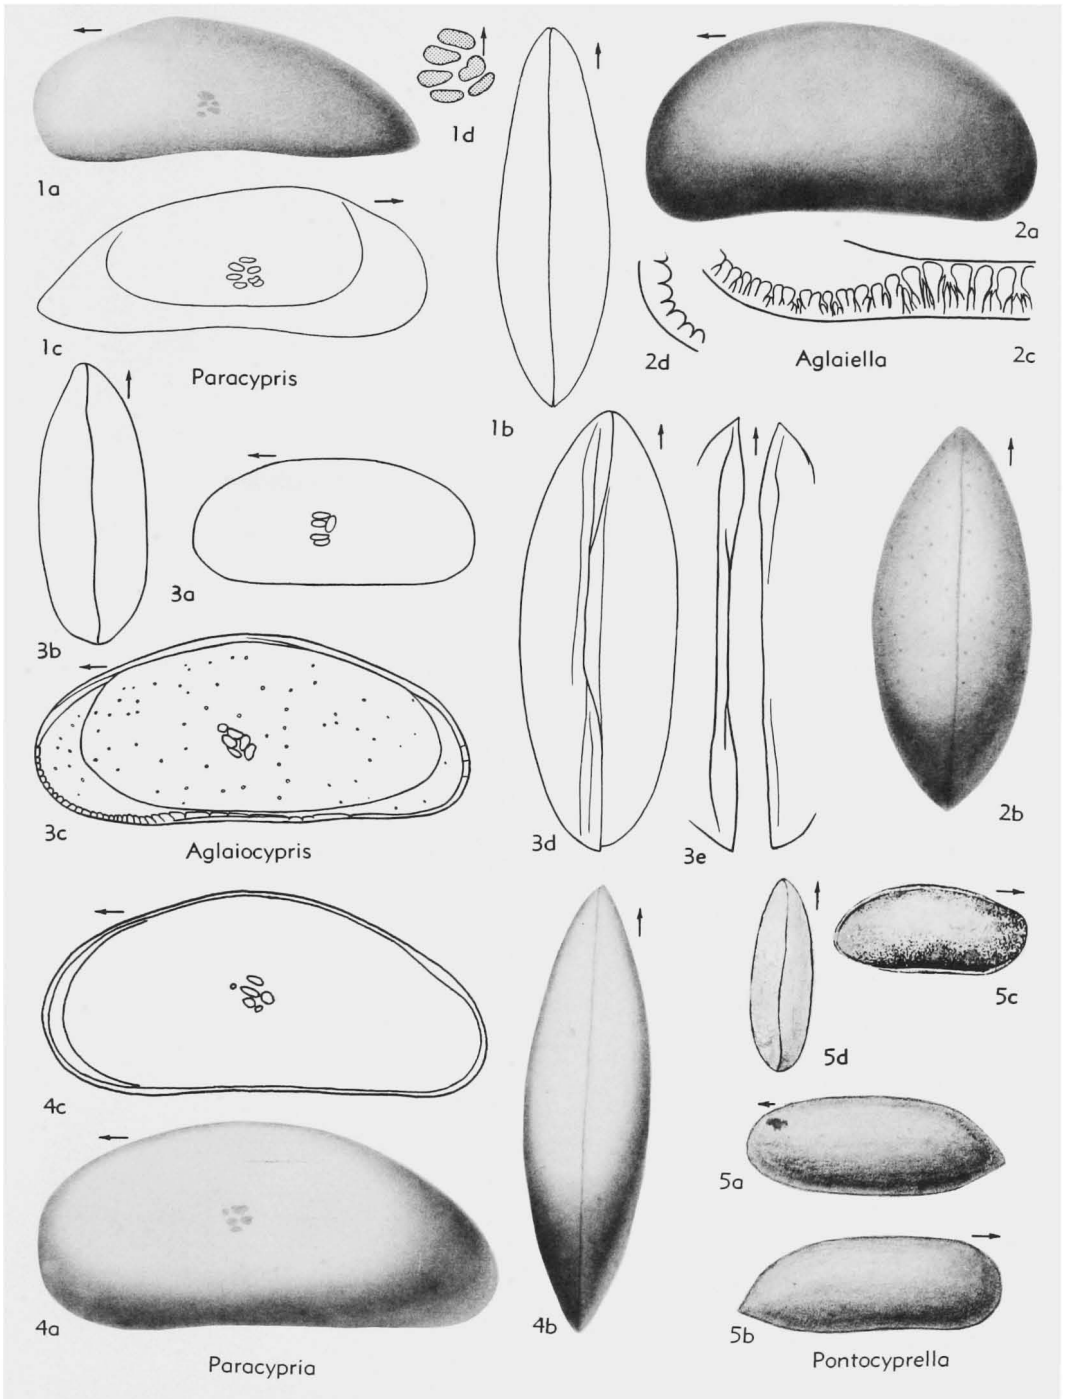 1a
1d
1b
2a
1c
Paracypris
2d
Aglaiella
2c
3b
3a
3c
Aglaiocypris
3d
3e
2b
4c
4a
Paracypria
4b
5d
5c
5a
5b
Pontocyprella